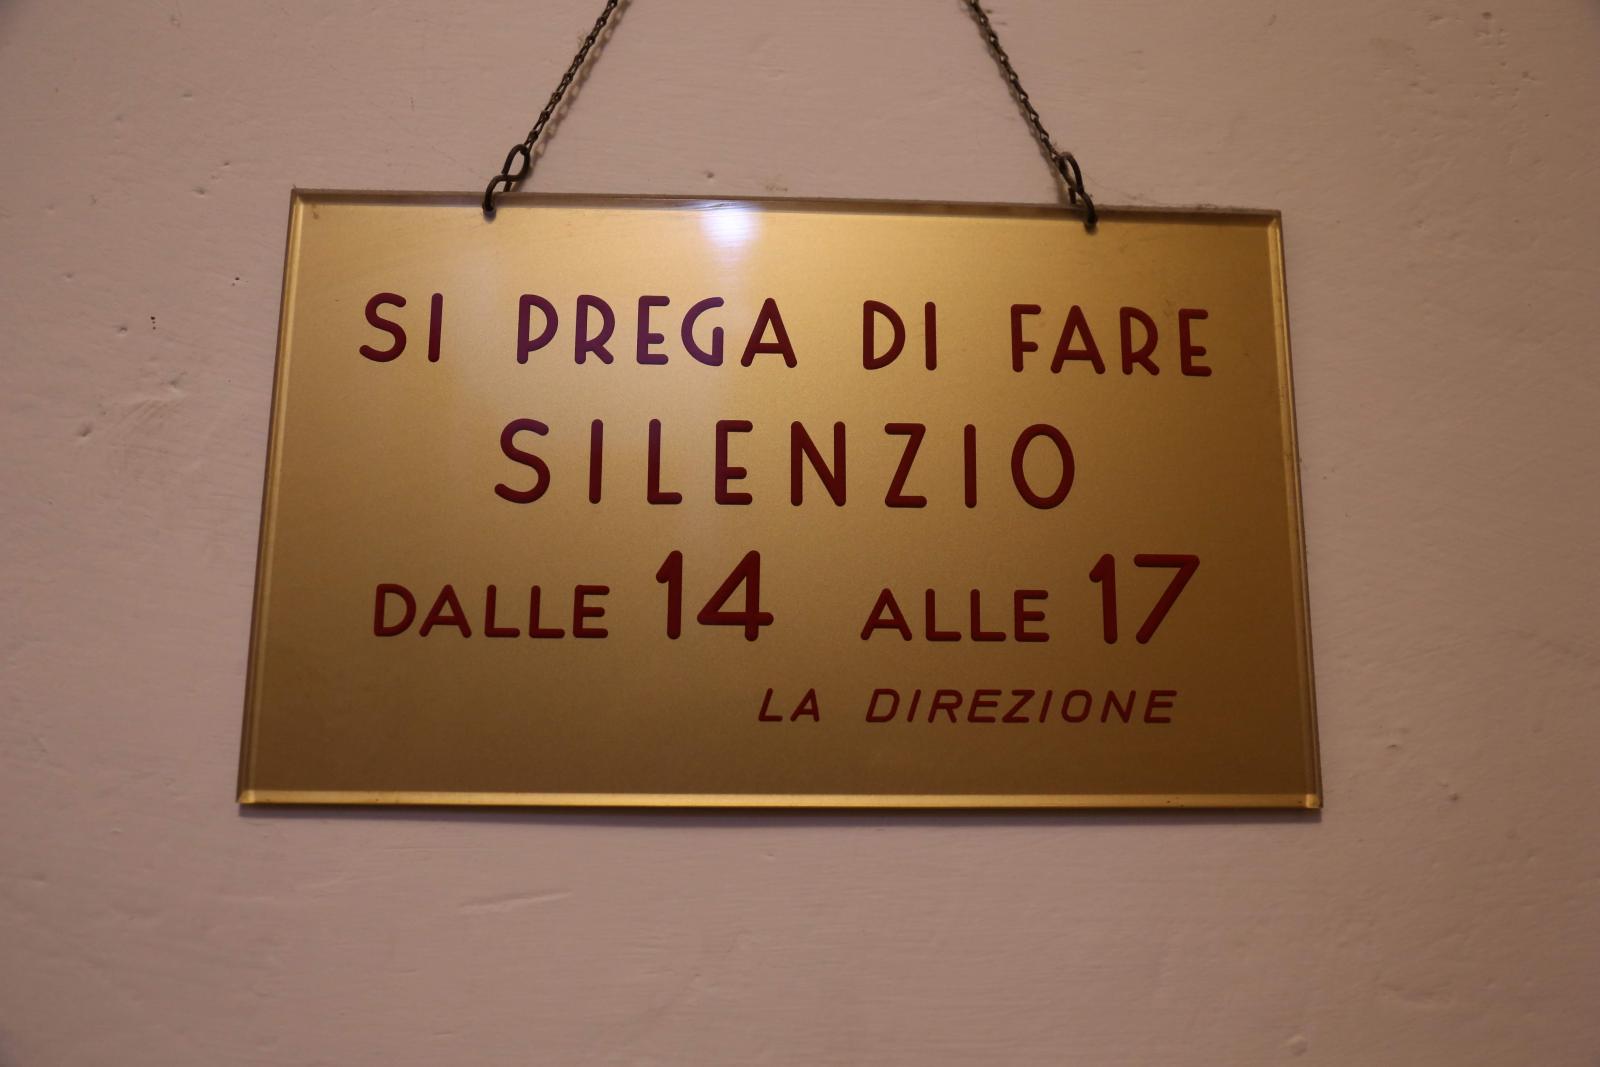 SI PREGA DI FARE
SILENZIO
DALLE 14 ALLE 17
LA DIREZIONE